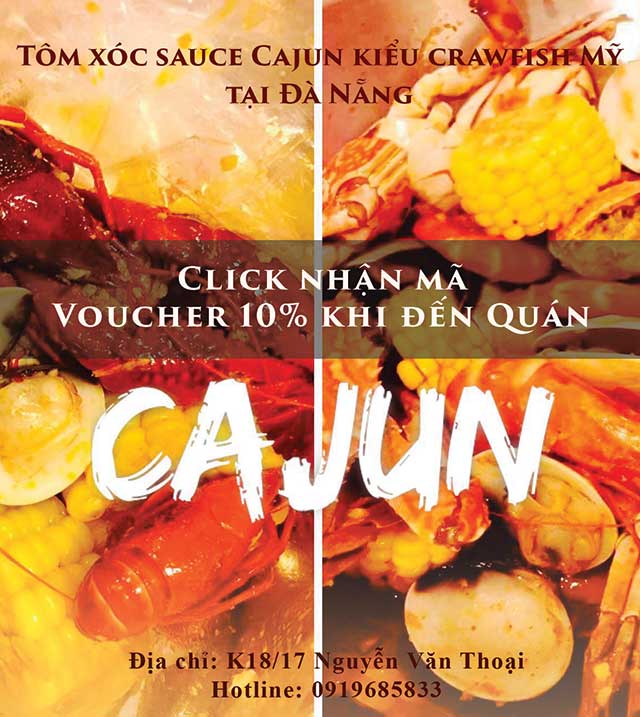 Tôm xóc sauce Cajun kiểu crawfish Mỹ
tại Đà Nẵng
Click nhận mã
Voucher 10% khi đến Quán
CAJUN
Địa chỉ: K18/17 Nguyễn Văn Thoại
Hotline: 0919685833